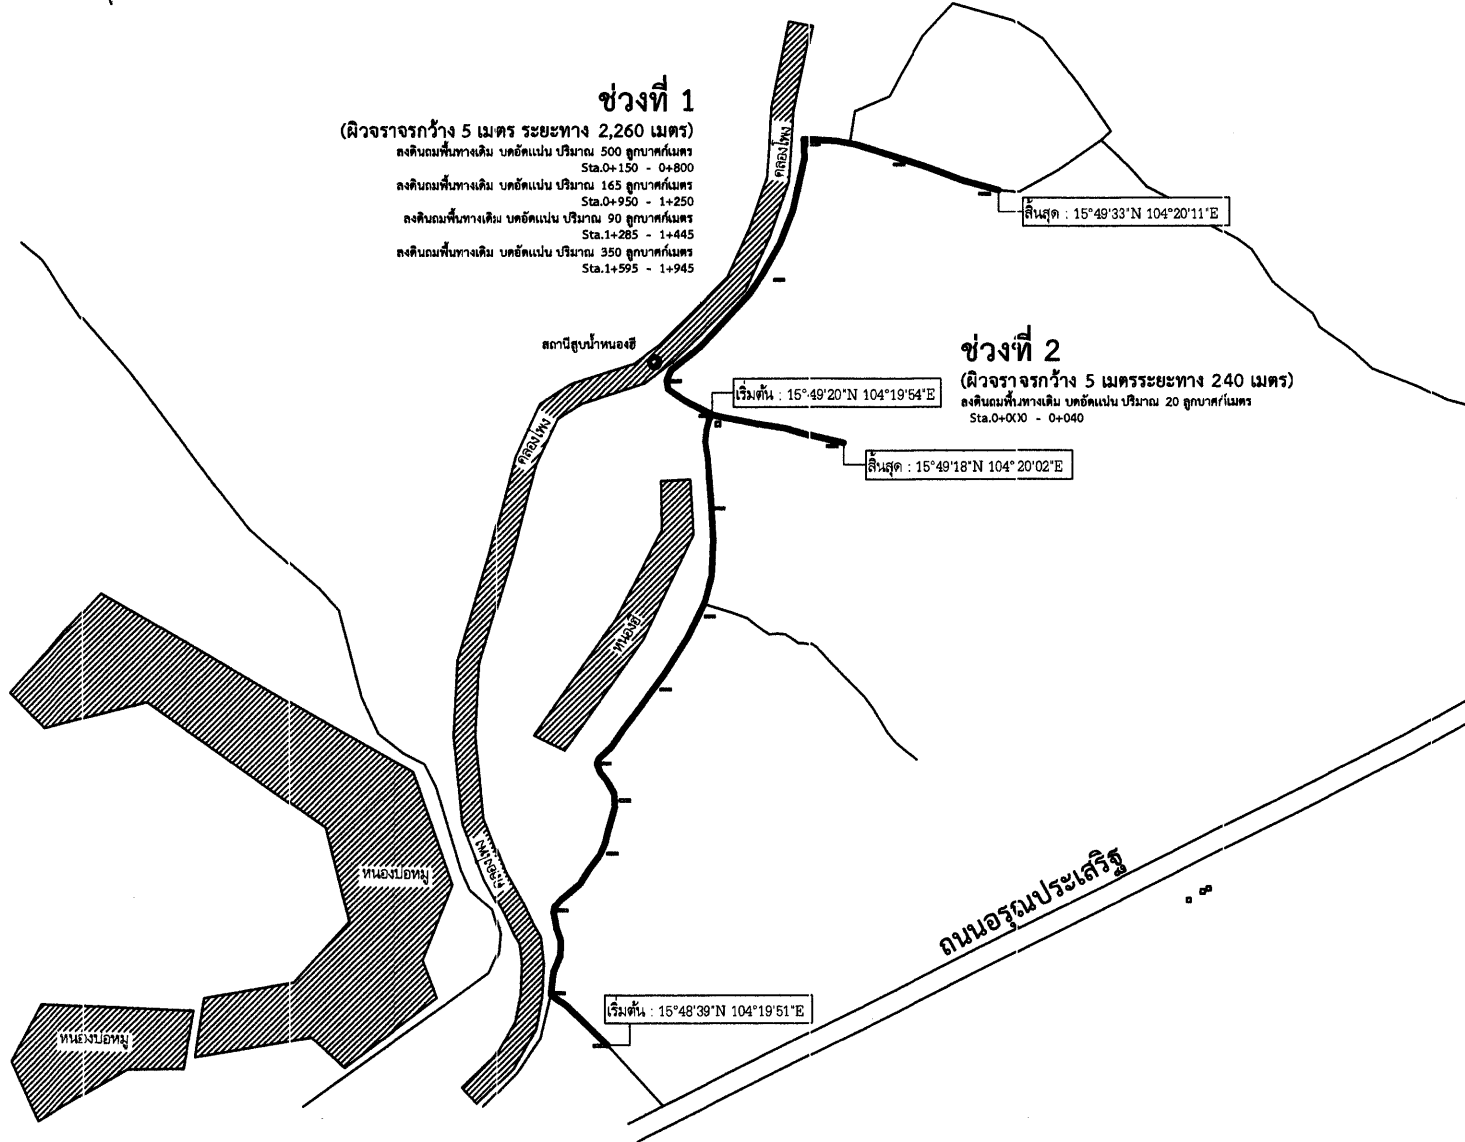 ช่วงที่ 1
(ผิวจราจรกว้าง 5 เมตร ระยะทาง 2,260 เมตร)
ลงดินถมพื้นทางเดิม บดอัดแน่น ปริมาณ 500 ลูกบาศก์เมตร
Sta.0+150 - 0+800
ลงดินถมพื้นทางเดิม บดอัดแน่น ปริมาณ 165 ลูกบาศก์เมตร
Sta.0+950 - 1+250
ลงดินถมพื้นทางเดิม บดอัดแน่น ปริมาณ 90 ลูกบาศก์เมตร
Sta.1+285 - 1+445
ลงดินถมพื้นทางเดิม บดอัดแน่น ปริมาณ 350 ลูกบาศก์เมตร
Sta.1+595 - 1+945
คลองโพง
สิ้นสุด : 15°49'33"N 104°20'11"E
สถานีสูบน้ำหนองฮี
ช่วงที่ 2
(ผิวจราจรกว้าง 5 เมตรระยะทาง 240 เมตร)
ลงดินถมพื้นทางเดิม บดอัดแน่น ปริมาณ 20 ลูกบาศก์เมตร
Sta.0+000 - 0+040
เริ่มต้น : 15°49'20"N 104°19'54"E
คลองโพง
สิ้นสุด : 15°49'18"N 104°20'02"E
หนองฮี
คลองโพง
หนองบ่อหมู
ถนนอรุณประเสริฐ
เริ่มต้น : 15°48'39"N 104°19'51"E
หนองบ่อหมู